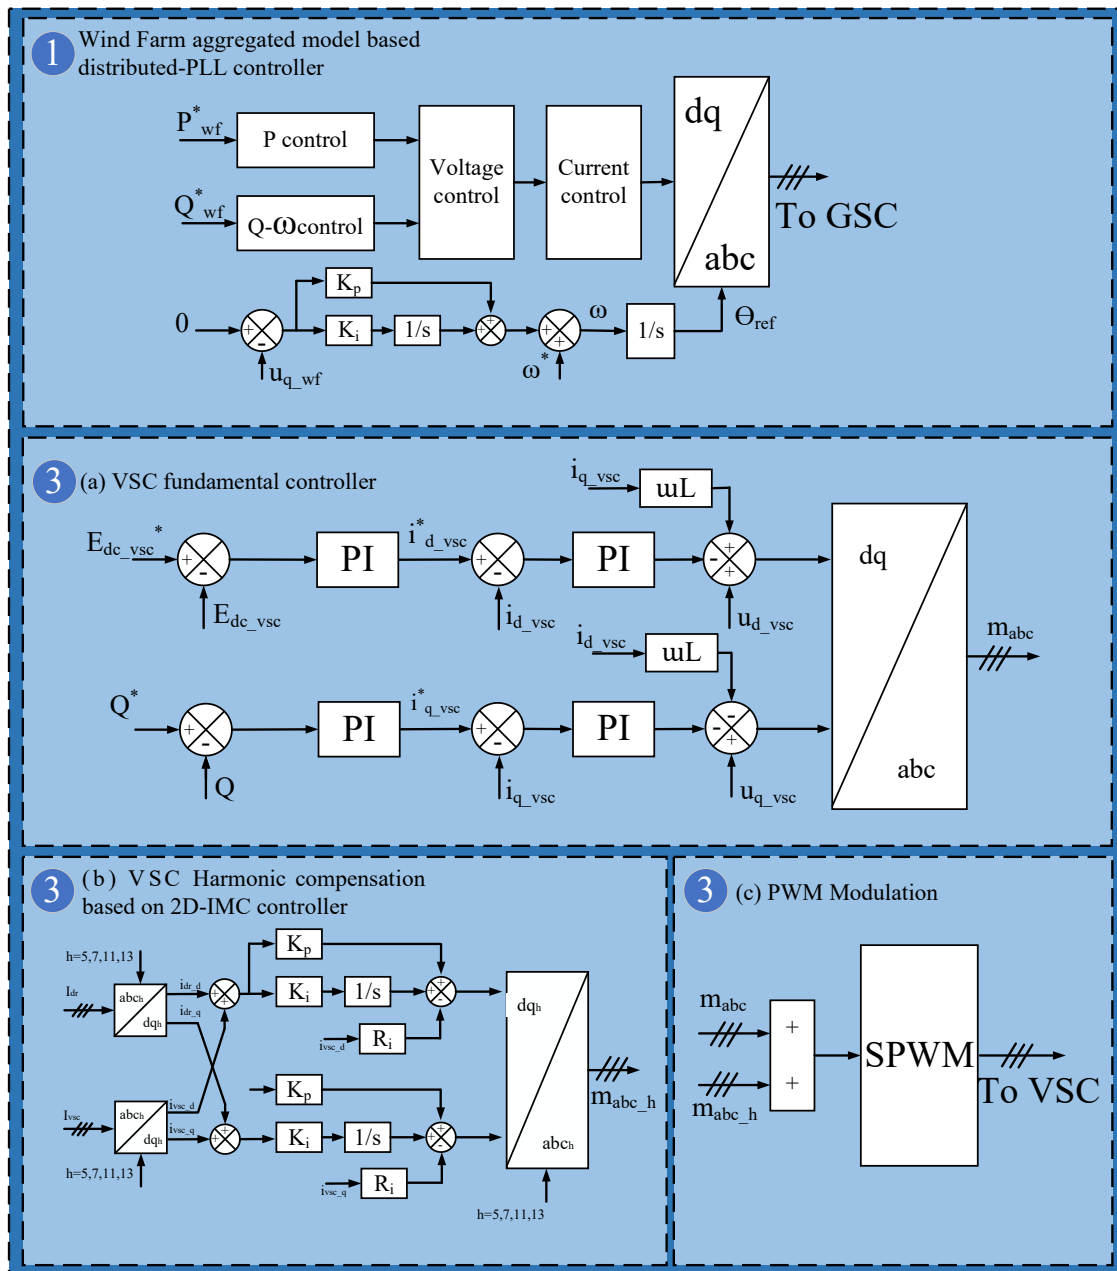 1
Wind Farm aggregated model based
distributed-PLL controller
P*wf
P control
Q*wf
Q-ωcontrol
Voltage
control
Current
control
dq
abc
To GSC
0
+
-
u_q_wf
Kp
Ki
1/s
+
+
+
+
ω*
ω
1/s
Θref
3
(a) VSC fundamental controller
iq_vsc
ωL
Edc_vsc*
+
-
Edc_vsc
PI
i*d_vsc
+
-
id_vsc
PI
-
+
+
ud_vsc
id_vsc
ωL
Q*
+
-
Q
PI
i*q_vsc
+
-
iq_vsc
PI
-
-
+
uq_vsc
dq
abc
mabc
3
(b) VSC Harmonic compensation
based on 2D-IMC controller
h=5,7,11,13
Idr
abch
dqh
idr_d
idr_q
+
+
Kp
Ki
1/s
+
+
-
ivsc_d
Ri
Ivsc
abch
dqh
ivsc_d
ivsc_q
h=5,7,11,13
+
+
Kp
Ki
1/s
+
+
-
ivsc_q
Ri
dqh
abch
h=5,7,11,13
mabc_h
3
(c) PWM Modulation
mabc
mabc_h
+
+
SPWM
To VSC